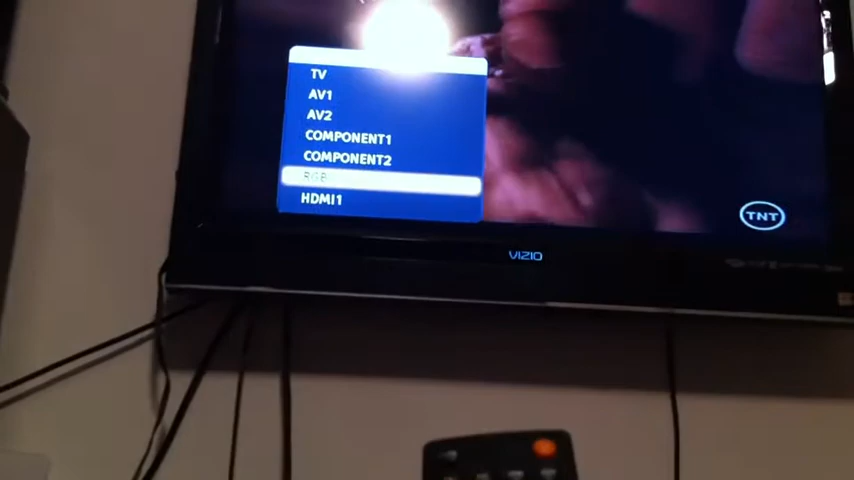 TV
AV1
AV2
COMPONENT1
COMPONENT2
RGB
HDMI1
TNT
VIZIO